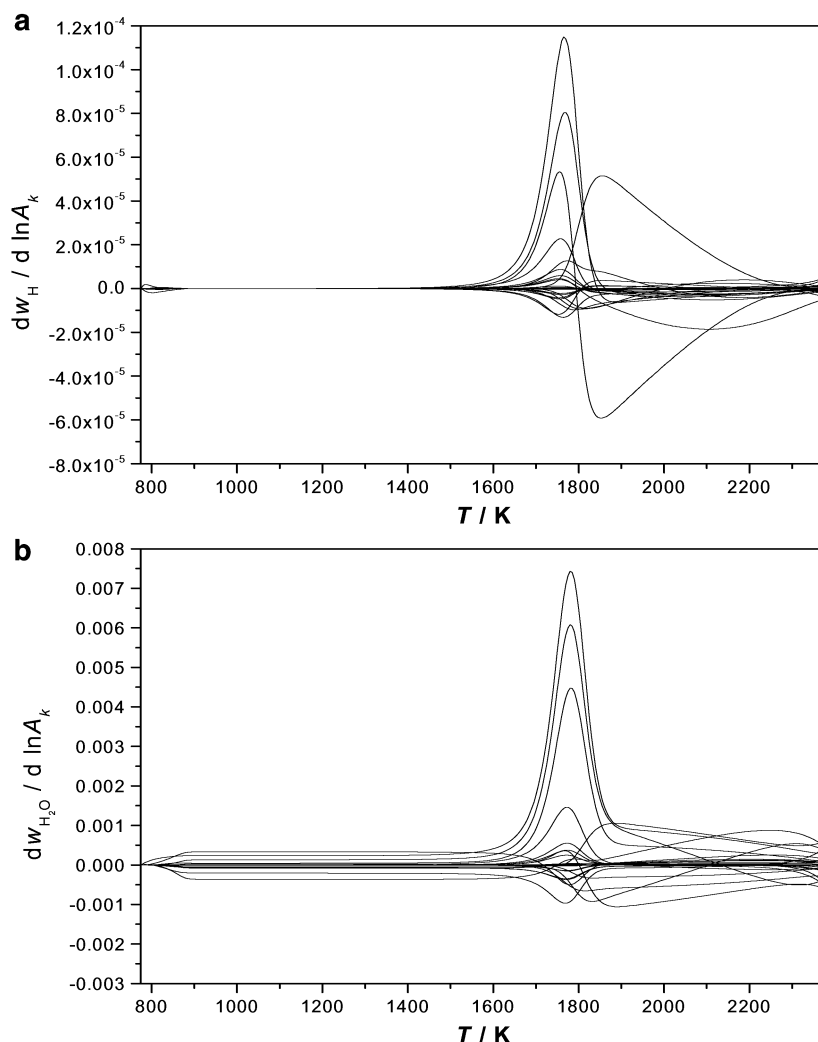 a
1.2x10⁻⁴
1.0x10⁻⁴
8.0x10⁻⁵
6.0x10⁻⁵
4.0x10⁻⁵
2.0x10⁻⁵
0.0
-2.0x10⁻⁵
-4.0x10⁻⁵
-6.0x10⁻⁵
-8.0x10⁻⁵
dw_H / d lnA_k
800 1000 1200 1400 1600 1800 2000 2200
T / K
b
0.008
0.007
0.006
0.005
0.004
0.003
0.002
0.001
0.000
-0.001
-0.002
-0.003
dw_H₂O / d lnA_k
800 1000 1200 1400 1600 1800 2000 2200
T / K